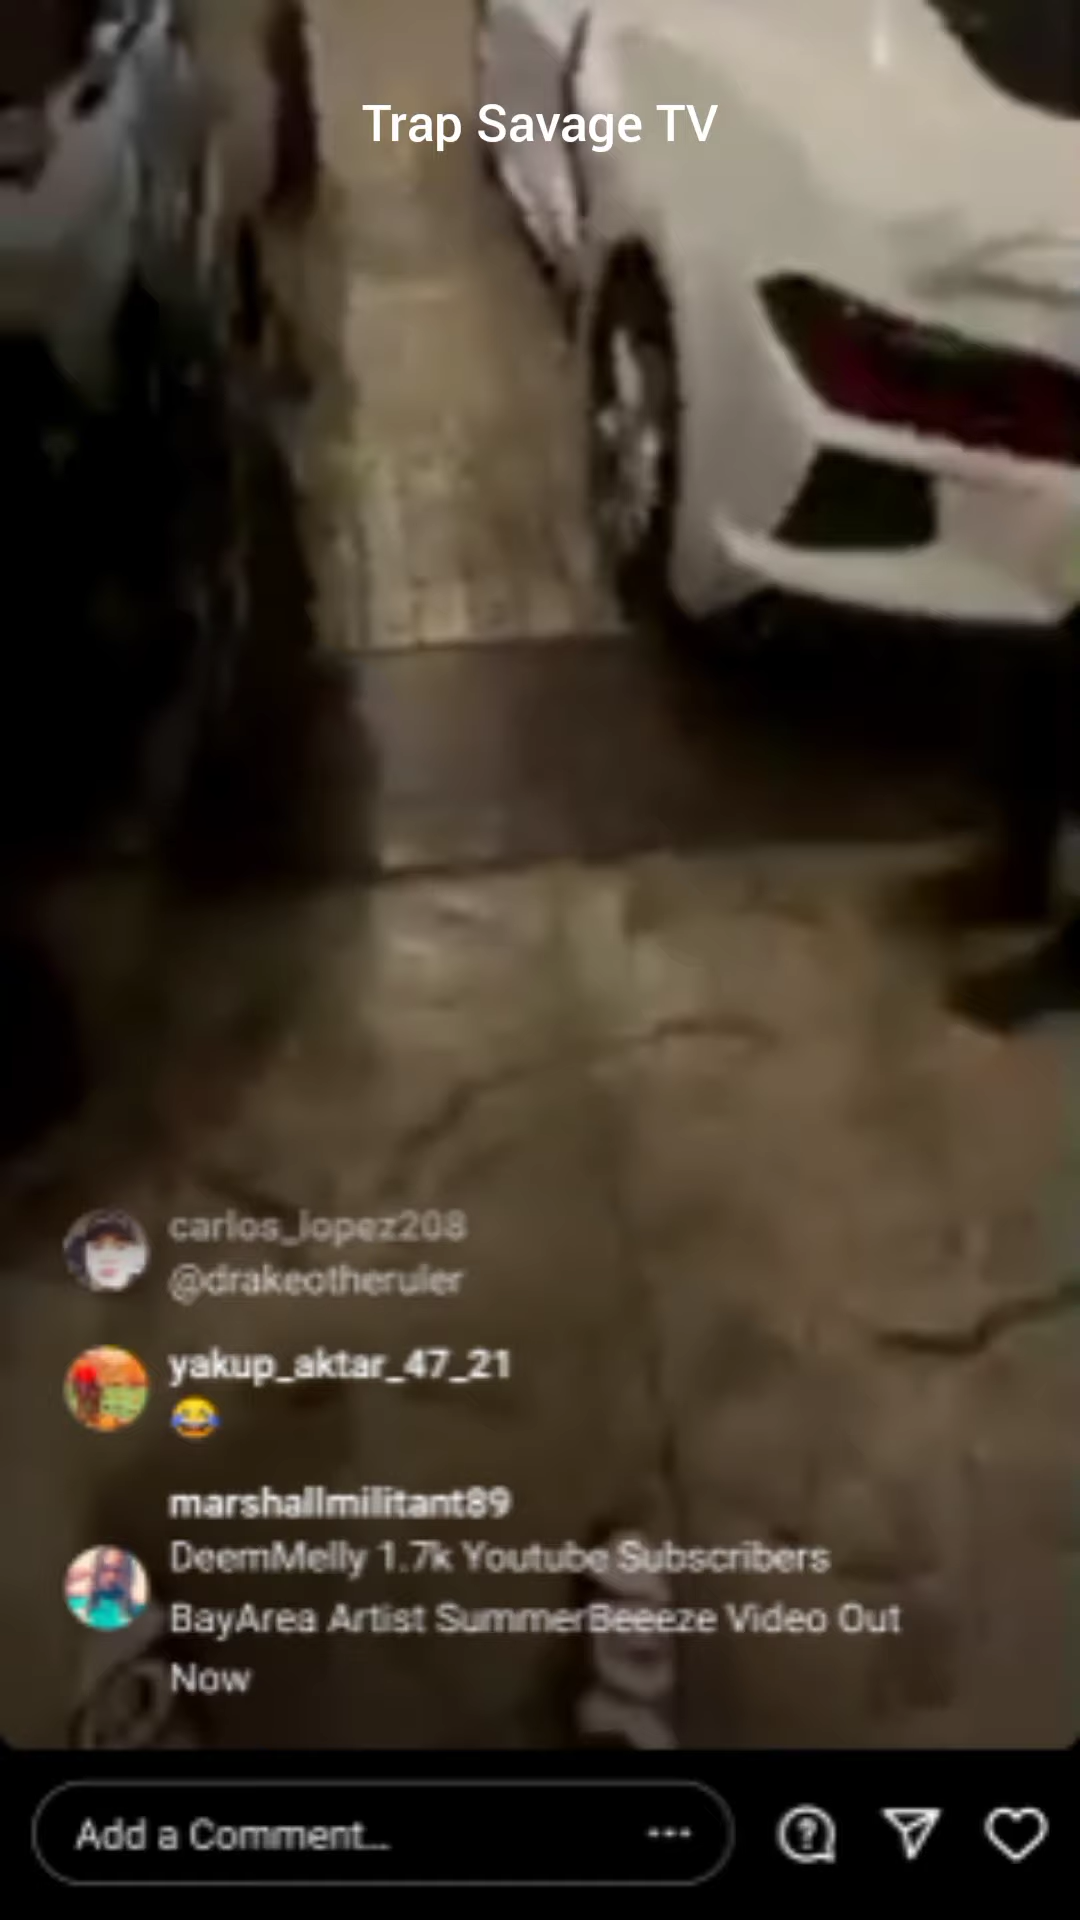 Trap Savage TV
carlos_lopez208
@drakeotheruler
yakup_aktar_47_21
😂
marshallmilitant89
DeemMelly 1.7k Youtube Subscribers
BayArea Artist SummerBeeeze Video Out
Now
Add a Comment...